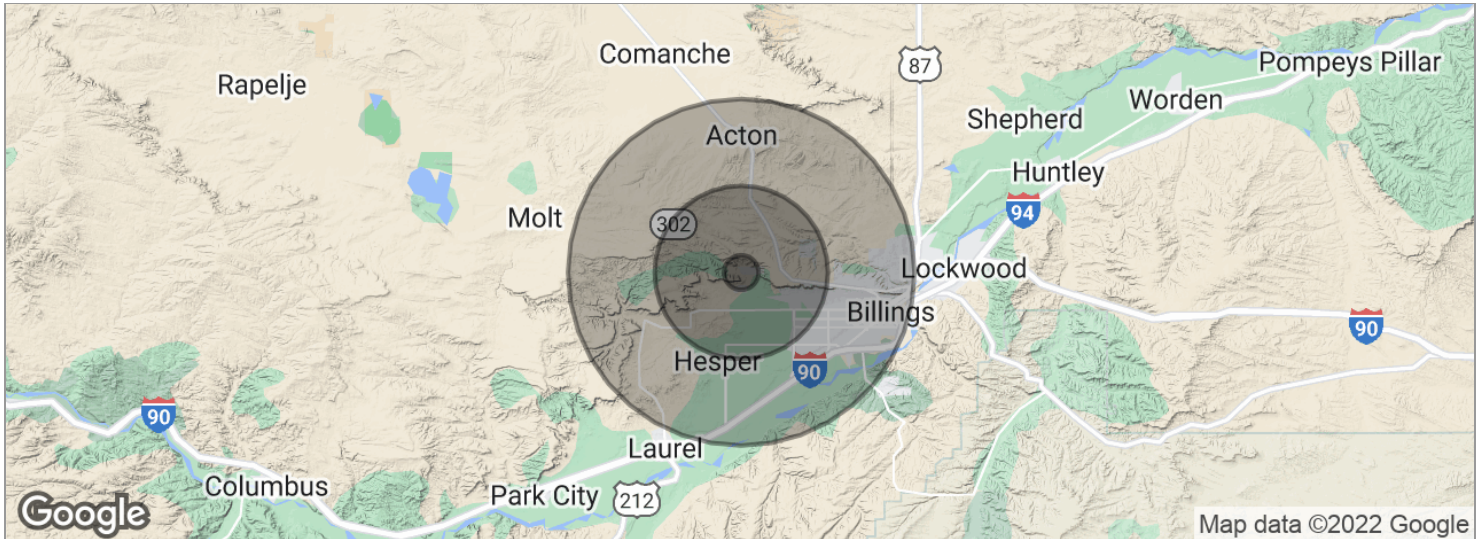 Comanche
87
Pompeys Pillar
Rapelje
Worden
Shepherd
Acton
Huntley
94
Molt
302
Lockwood
Billings
90
Hesper
90
90
Laurel
Columbus
Park City
212
Google
Map data ©2022 Google